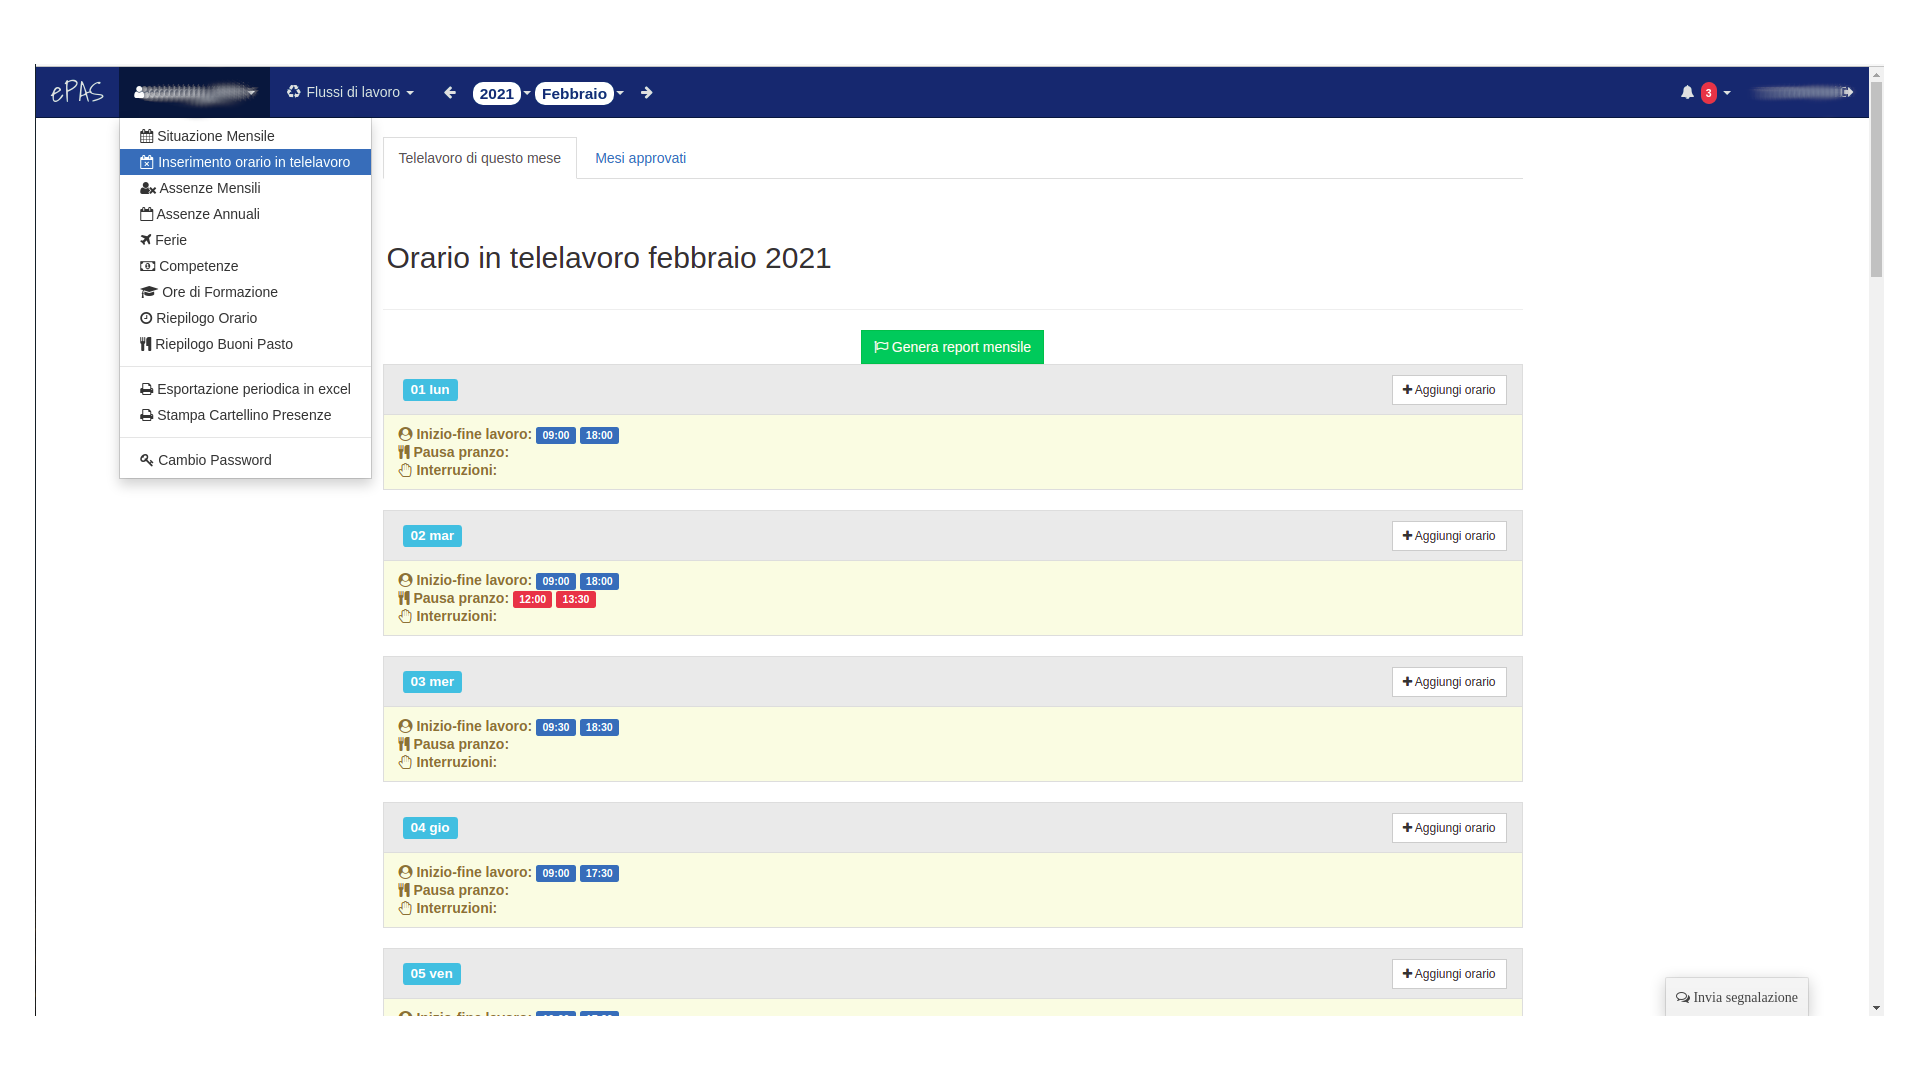 ePAS
Flussi di lavoro
2021
Febbraio
3
Situazione Mensile
Inserimento orario in telelavoro
Assenze Mensili
Assenze Annuali
Ferie
Competenze
Ore di Formazione
Riepilogo Orario
Riepilogo Buoni Pasto
Esportazione periodica in excel
Stampa Cartellino Presenze
Cambio Password
Telelavoro di questo mese
Mesi approvati
Orario in telelavoro febbraio 2021
Genera report mensile
01 lun
Aggiungi orario
Inizio-fine lavoro: 09:00 18:00
Pausa pranzo:
Interruzioni:
02 mar
Aggiungi orario
Inizio-fine lavoro: 09:00 18:00
Pausa pranzo: 12:00 13:30
Interruzioni:
03 mer
Aggiungi orario
Inizio-fine lavoro: 09:30 18:30
Pausa pranzo:
Interruzioni:
04 gio
Aggiungi orario
Inizio-fine lavoro: 09:00 17:30
Pausa pranzo:
Interruzioni:
05 ven
Aggiungi orario
Inizio-fine lavoro:
Invia segnalazione